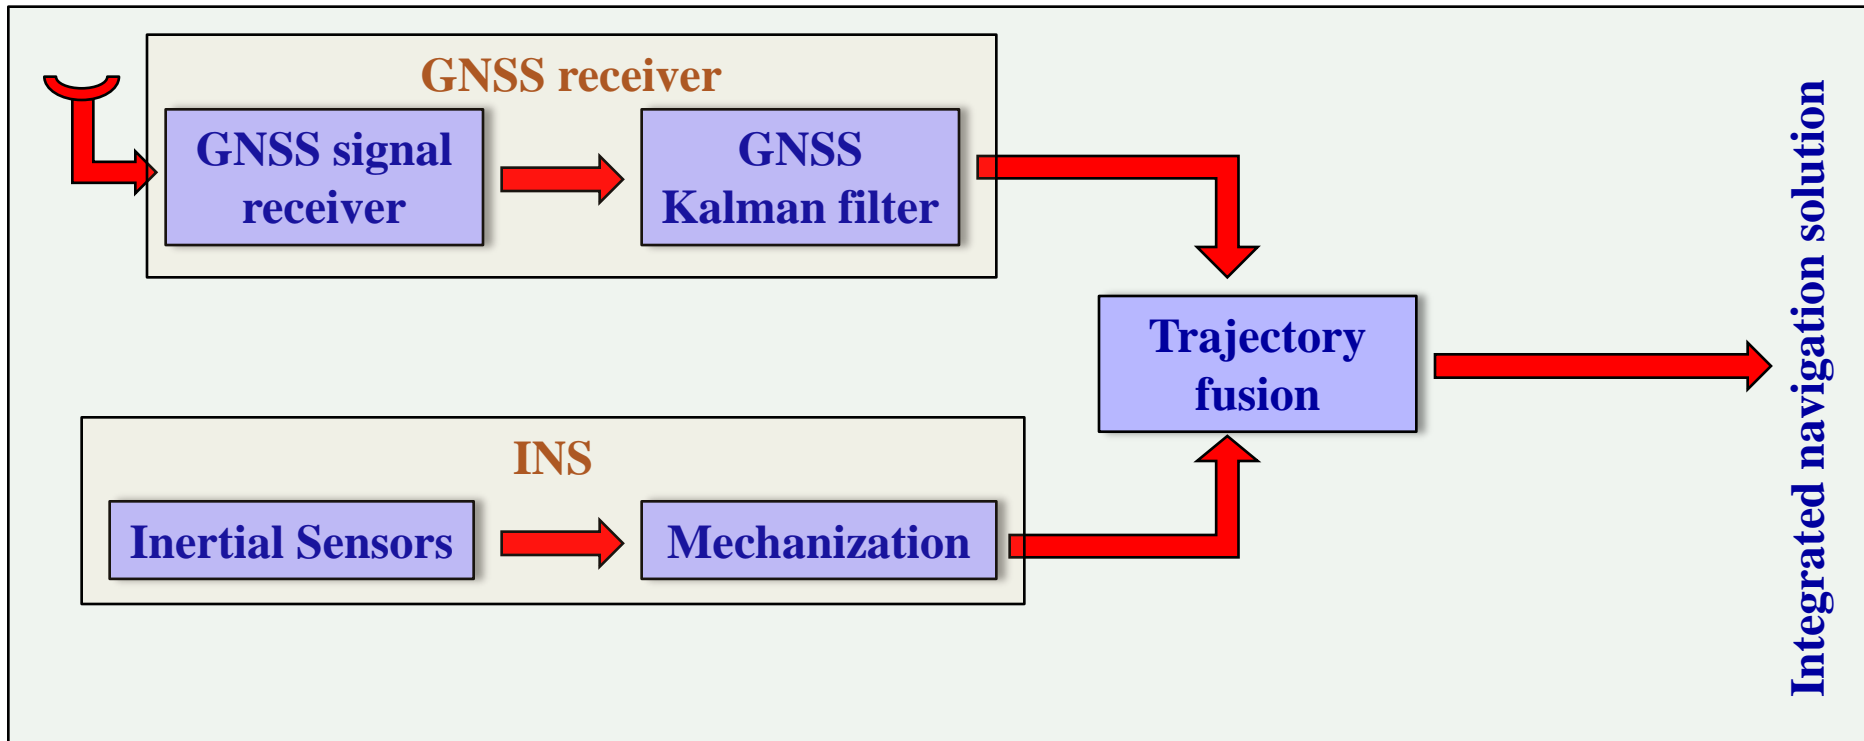 GNSS receiver
GNSS signal
receiver
GNSS
Kalman filter
Trajectory
fusion
INS
Inertial Sensors
Mechanization
Integrated navigation solution